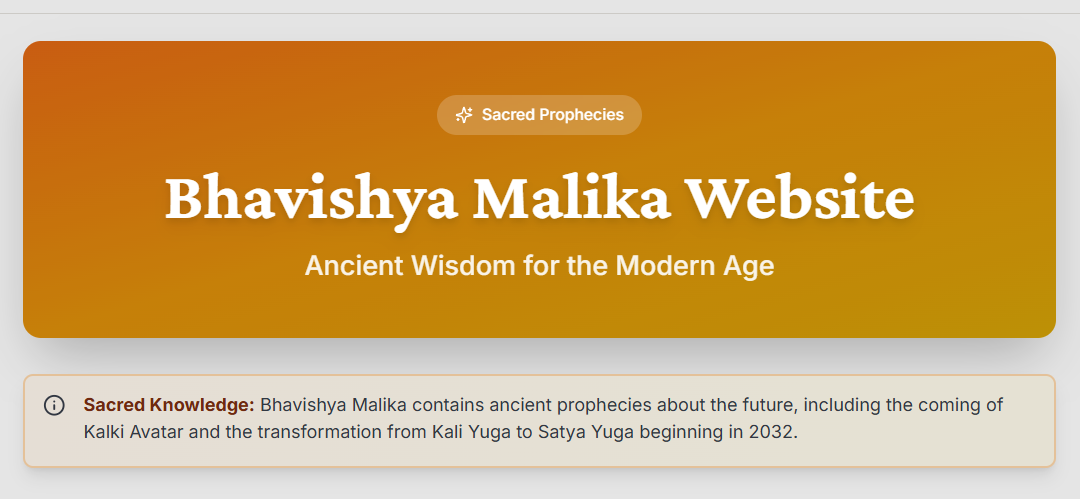 Sacred Prophecies
Bhavishya Malika Website
Ancient Wisdom for the Modern Age
Sacred Knowledge: Bhavishya Malika contains ancient prophecies about the future, including the coming of
Kalki Avatar and the transformation from Kali Yuga to Satya Yuga beginning in 2032.